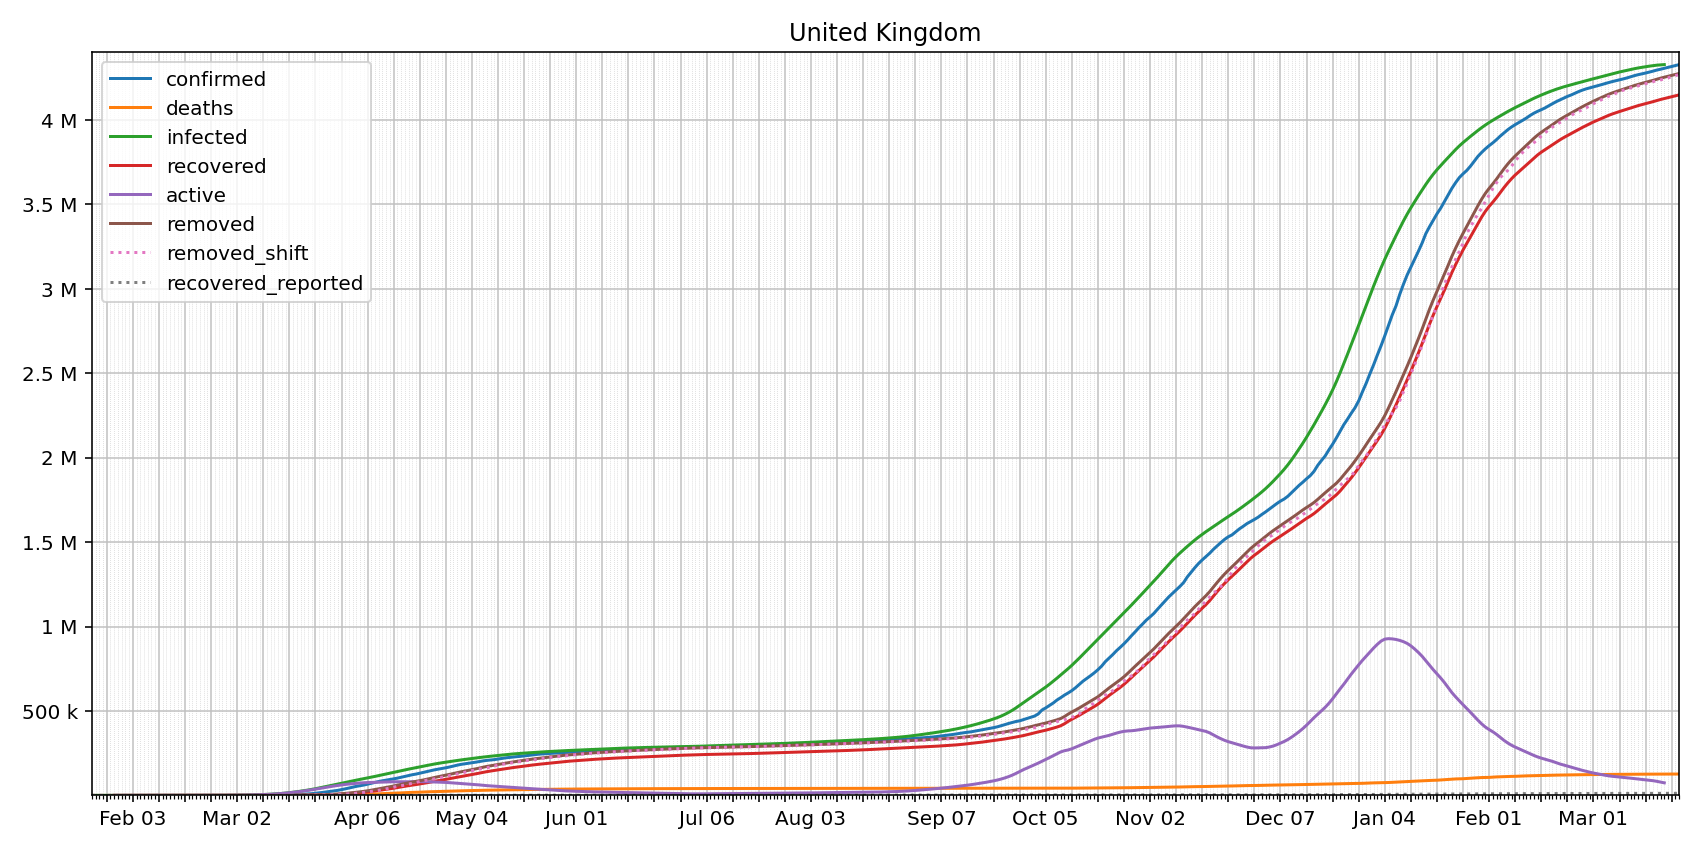 United Kingdom
confirmed
deaths
infected
recovered
active
removed
removed_shift
recovered_reported
4 M
3.5 M
3 M
2.5 M
2 M
1.5 M
1 M
500 k
Feb 03 Mar 02 Apr 06 May 04 Jun 01 Jul 06 Aug 03 Sep 07 Oct 05 Nov 02 Dec 07 Jan 04 Feb 01 Mar 01